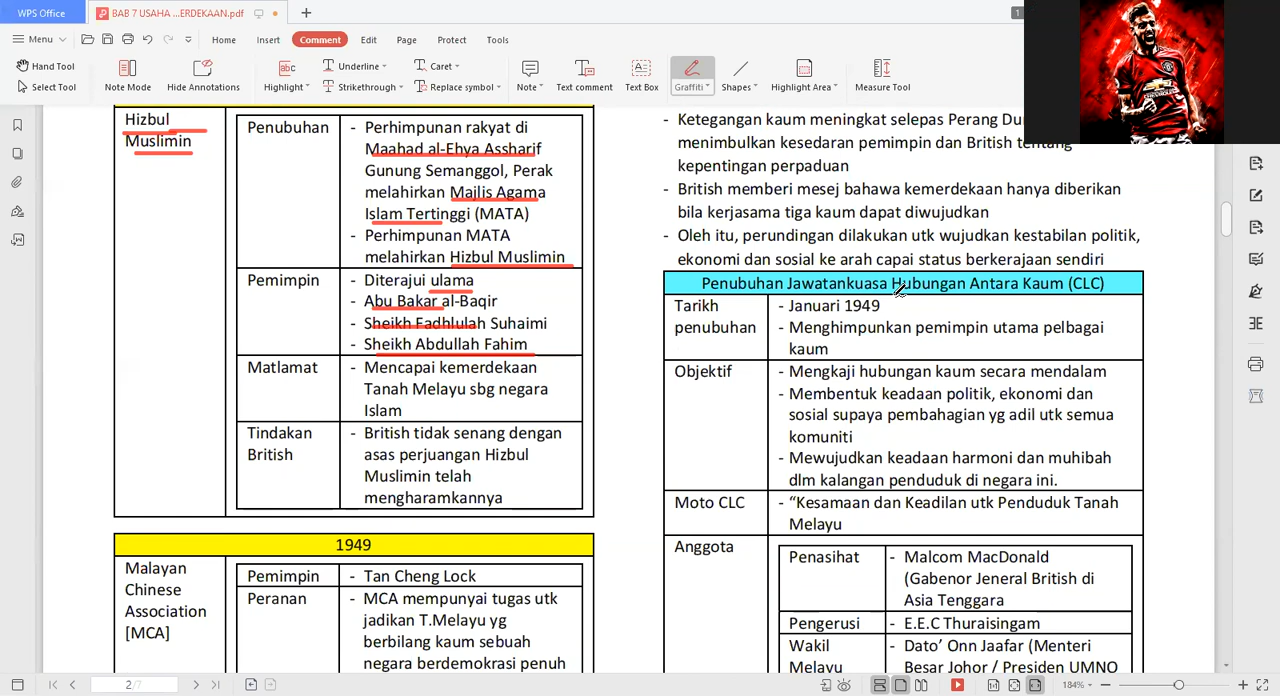 WPS Office
BAB 7 USAHA ...ERDEKAAN.pdf
1
Menu
Home
Insert
Comment
Edit
Page
Protect
Tools
Hand Tool
Select Tool
Note Mode
Hide Annotations
Highlight
Underline
Strikethrough
Caret
Replace symbol
Note
Text comment
Text Box
Graffiti
Shapes
Highlight Area
Measure Tool
Hizbul
Muslimin
Penubuhan
- Perhimpunan rakyat di
Maahad al-Ehya Assharif
Gunung Semanggol, Perak
melahirkan Majlis Agama
Islam Tertinggi (MATA)
- Perhimpunan MATA
melahirkan Hizbul Muslimin
Pemimpin
- Diterajui ulama
- Abu Bakar al-Baqir
- Sheikh Fadhlulah Suhaimi
- Sheikh Abdullah Fahim
Matlamat
- Mencapai kemerdekaan
Tanah Melayu sbg negara
Islam
Tindakan
British
- British tidak senang dengan
asas perjuangan Hizbul
Muslimin telah
mengharamkannya
1949
Malayan
Chinese
Association
[MCA]
Pemimpin
- Tan Cheng Lock
Peranan
- MCA mempunyai tugas utk
jadikan T.Melayu yg
berbilang kaum sebuah
negara berdemokrasi penuh
- Ketegangan kaum meningkat selepas Perang
menimbulkan kesedaran pemimpin dan British tentang
kepentingan perpaduan
- British memberi mesej bahawa kemerdekaan hanya diberikan
bila kerjasama tiga kaum dapat diwujudkan
- Oleh itu, perundingan dilakukan utk wujudkan kestabilan politik,
ekonomi dan sosial ke arah capai status berkerajaan sendiri
Penubuhan Jawatankuasa Hubungan Antara Kaum (CLC)
Tarikh
penubuhan
- Januari 1949
- Menghimpunkan pemimpin utama pelbagai
kaum
Objektif
- Mengkaji hubungan kaum secara mendalam
- Membentuk keadaan politik, ekonomi dan
sosial supaya pembahagian yg adil utk semua
komuniti
- Mewujudkan keadaan harmoni dan muhibah
dlm kalangan penduduk di negara ini.
Moto CLC
- “Kesamaan dan Keadilan utk Penduduk Tanah
Melayu
Anggota
Penasihat
- Malcom MacDonald
(Gabenor Jeneral British di
Asia Tenggara
Pengerusi
- E.E.C Thuraisingam
Wakil
Melayu
- Dato’ Onn Jaafar (Menteri
Besar Johor / Presiden UMNO
2/7
184%